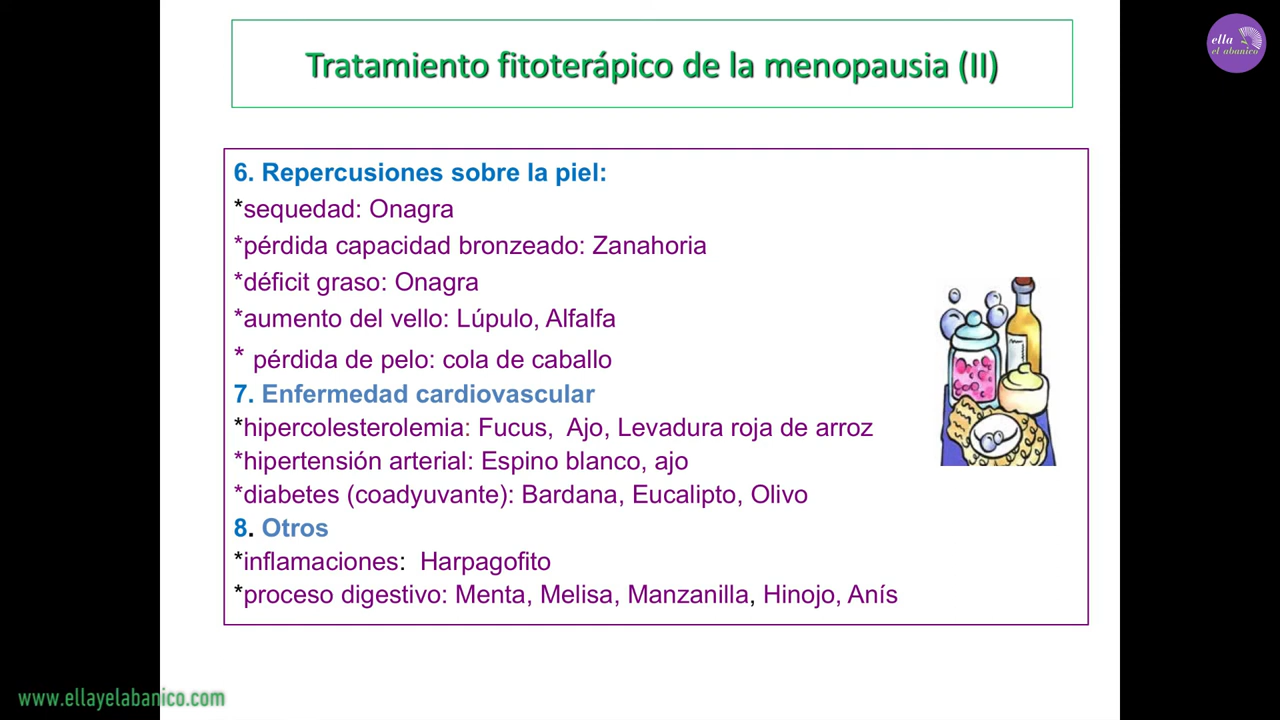 ella
el abanico
Tratamiento fitoterápico de la menopausia (II)
6. Repercusiones sobre la piel:
*sequedad: Onagra
*pérdida capacidad bronzeado: Zanahoria
*déficit graso: Onagra
*aumento del vello: Lúpulo, Alfalfa
* pérdida de pelo: cola de caballo
7. Enfermedad cardiovascular
*hipercolesterolemia: Fucus, Ajo, Levadura roja de arroz
*hipertensión arterial: Espino blanco, ajo
*diabetes (coadyuvante): Bardana, Eucalipto, Olivo
8. Otros
*inflamaciones: Harpagofito
*proceso digestivo: Menta, Melisa, Manzanilla, Hinojo, Anís
www.ellayelabanico.com